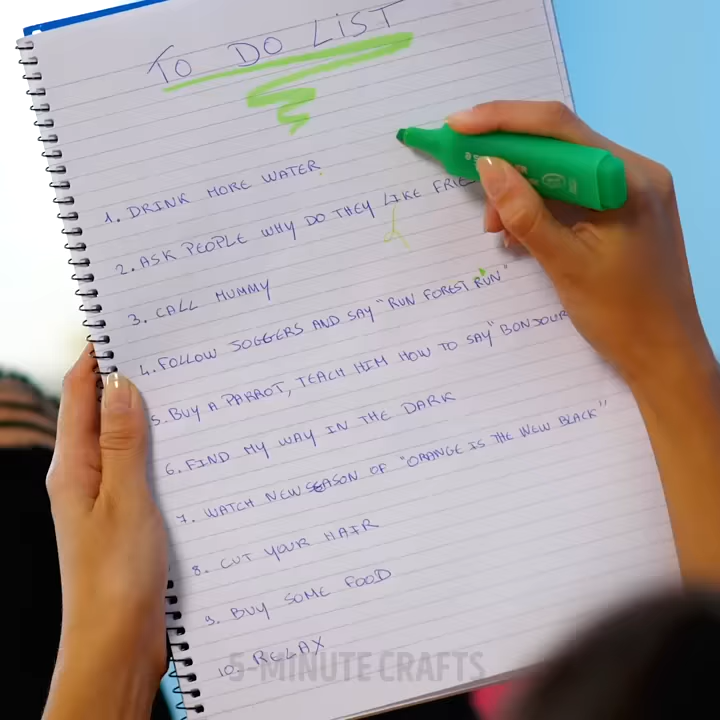 TO DO LIST
1. DRINK MORE WATER.
2. ASK PEOPLE WHY DO THEY LIKE
3. CALL MUMMY
4. FOLLOW JOGGERS AND SAY "RUN FOREST RUN"
5. BUY A PARROT, TEACH HIM HOW TO SAY "BONJOUR
6. FIND MY WAY IN THE DARK
7. WATCH NEW SEASON OF "ORANGE IS THE NEW BLACK"
8. CUT YOUR HAIR
9. BUY SOME FOOD
10. RELAX
5-MINUTE CRAFTS